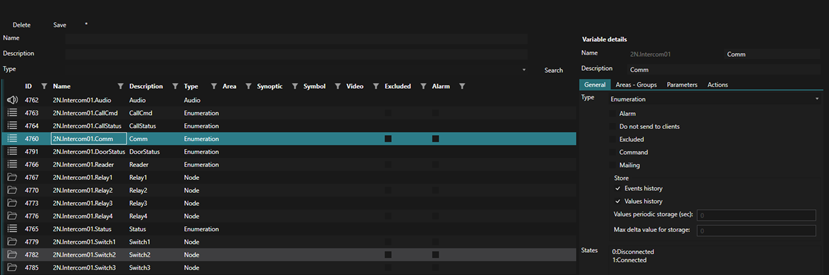 Delete Save *
Name
Description
Type Search
ID Name Description Type Area Synoptic Symbol Video Excluded Alarm
4762 2N.Intercom01.Audio Audio Audio
4763 2N.Intercom01.CallCmd CallCmd Enumeration
4764 2N.Intercom01.CallStatus CallStatus Enumeration
4760 2N.Intercom01.Comm Comm Enumeration
4791 2N.Intercom01.DoorStatus DoorStatus Enumeration
4766 2N.Intercom01.Reader Reader Enumeration
4767 2N.Intercom01.Relay1 Relay1 Node
4770 2N.Intercom01.Relay2 Relay2 Node
4773 2N.Intercom01.Relay3 Relay3 Node
4776 2N.Intercom01.Relay4 Relay4 Node
4765 2N.Intercom01.Status Status Enumeration
4779 2N.Intercom01.Switch1 Switch1 Node
4782 2N.Intercom01.Switch2 Switch2 Node
4785 2N.Intercom01.Switch3 Switch3 Node
Variable details
Name 2N.Intercom01 Comm
Description Comm
General Areas - Groups Parameters Actions
Type Enumeration
Alarm
Do not send to clients
Excluded
Command
Mailing
Store
Events history
Values history
Values periodic storage (sec): 0
Max delta value for storage: 0
States 0:Disconnected
1:Connected